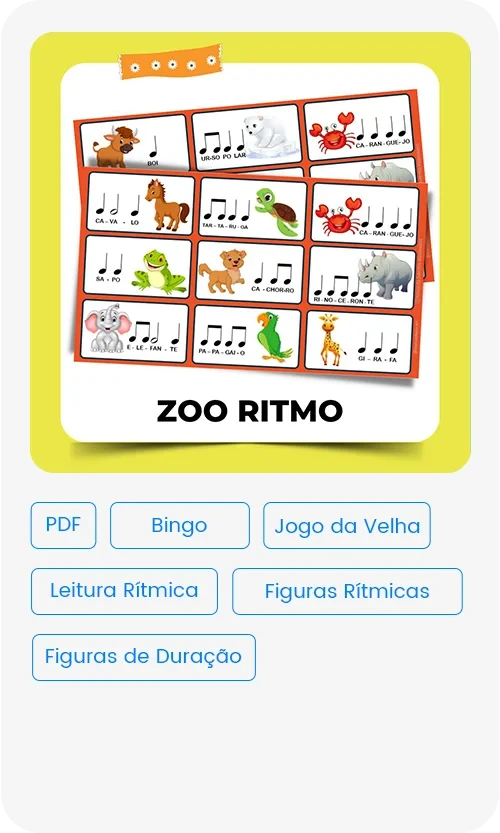 BOI
UR-SO PO LAR
CA - RAN - GUE-JO
CA - VA - LO
TAR - TA - RU - GA
CA - RAN - GUE- JO
SA - PO
CA - CHOR-RO
RI - NO - CE - RON - TE
E - LE - FAN - TE
PA - PA - GAI - O
GI - RA - FA
ZOO RITMO
PDF
Bingo
Jogo da Velha
Leitura Rítmica
Figuras Rítmicas
Figuras de Duração